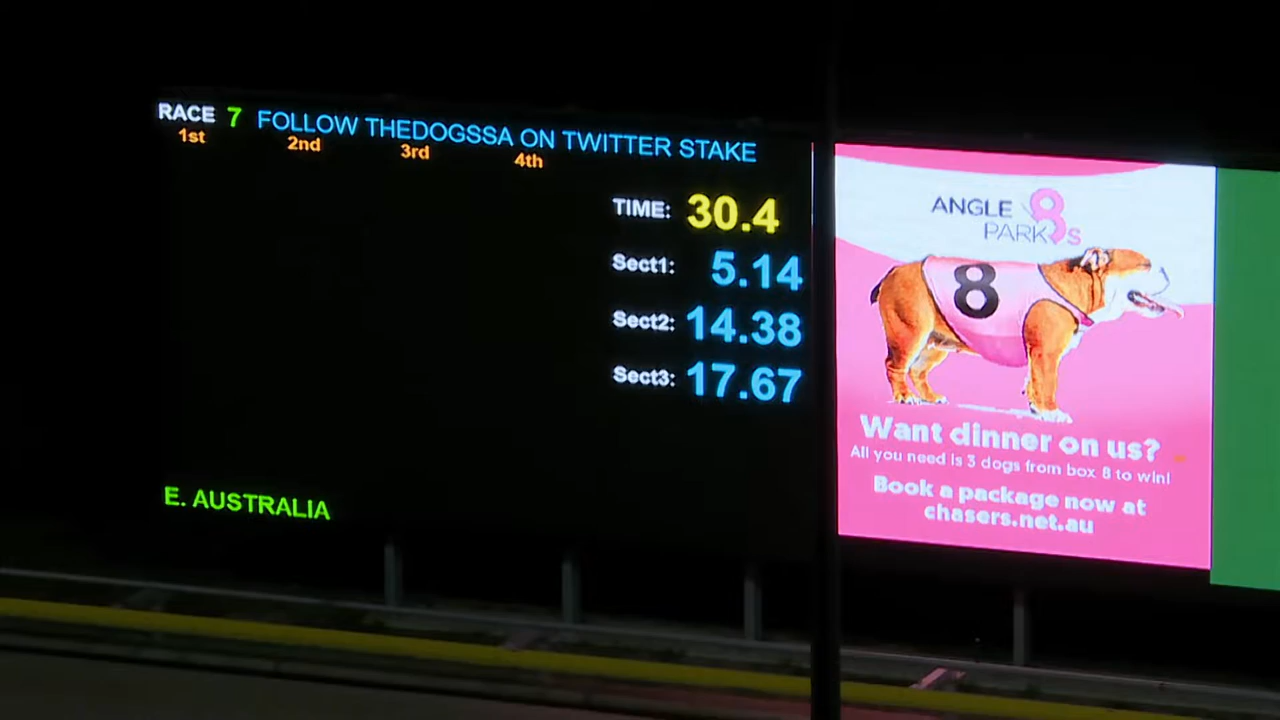 RACE 7 FOLLOW THEDOGSSA ON TWITTER STAKE
1st 2nd 3rd 4th
TIME: 30.4
Sect1: 5.14
Sect2: 14.38
Sect3: 17.67
E. AUSTRALIA
ANGLE
PARK 8s
8
Want dinner on us?
All you need is 3 dogs from box 8 to win!
Book a package now at
chasers.net.au